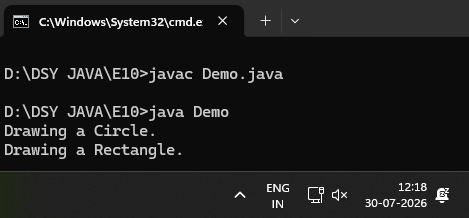 C:\Windows\System32\cmd.e
D:\DSY JAVA\E10>javac Demo.java
D:\DSY JAVA\E10>java Demo
Drawing a Circle.
Drawing a Rectangle.
ENG
IN
12:18
30-07-2026